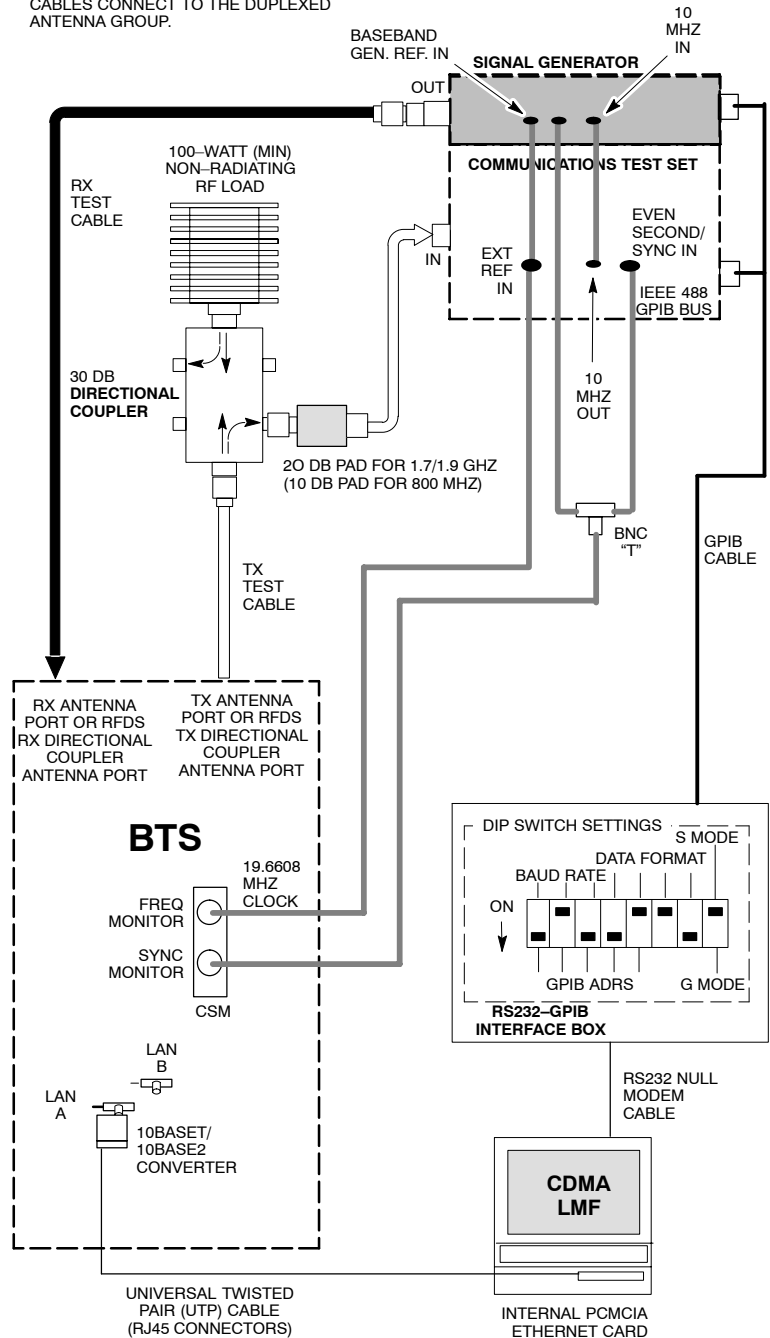 CABLES CONNECT TO THE DUPLEXED
ANTENNA GROUP.
BASEBAND
GEN. REF. IN
10
MHZ
IN
SIGNAL GENERATOR
OUT
COMMUNICATIONS TEST SET
100–WATT (MIN)
NON–RADIATING
RF LOAD
RX
TEST
CABLE
IN
EXT
REF
IN
EVEN
SECOND/
SYNC IN
IEEE 488
GPIB BUS
10
MHZ
OUT
30 DB
DIRECTIONAL
COUPLER
2O DB PAD FOR 1.7/1.9 GHZ
(10 DB PAD FOR 800 MHZ)
BNC
“T”
GPIB
CABLE
TX
TEST
CABLE
RX ANTENNA
PORT OR RFDS
RX DIRECTIONAL
COUPLER
ANTENNA PORT
TX ANTENNA
PORT OR RFDS
TX DIRECTIONAL
COUPLER
ANTENNA PORT
BTS
19.6608
MHZ
CLOCK
FREQ
MONITOR
SYNC
MONITOR
CSM
DIP SWITCH SETTINGS
S MODE
DATA FORMAT
BAUD RATE
ON
GPIB ADRS
G MODE
RS232–GPIB
INTERFACE BOX
LAN
B
LAN
A
10BASET/
10BASE2
CONVERTER
RS232 NULL
MODEM
CABLE
CDMA
LMF
UNIVERSAL TWISTED
PAIR (UTP) CABLE
(RJ45 CONNECTORS)
INTERNAL PCMCIA
ETHERNET CARD